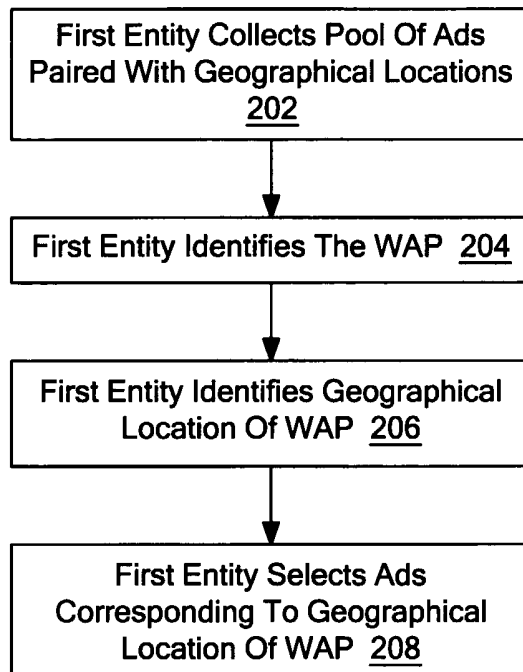 First Entity Collects Pool Of Ads
Paired With Geographical Locations
202
First Entity Identifies The WAP 204
First Entity Identifies Geographical
Location Of WAP 206
First Entity Selects Ads
Corresponding To Geographical
Location Of WAP 208